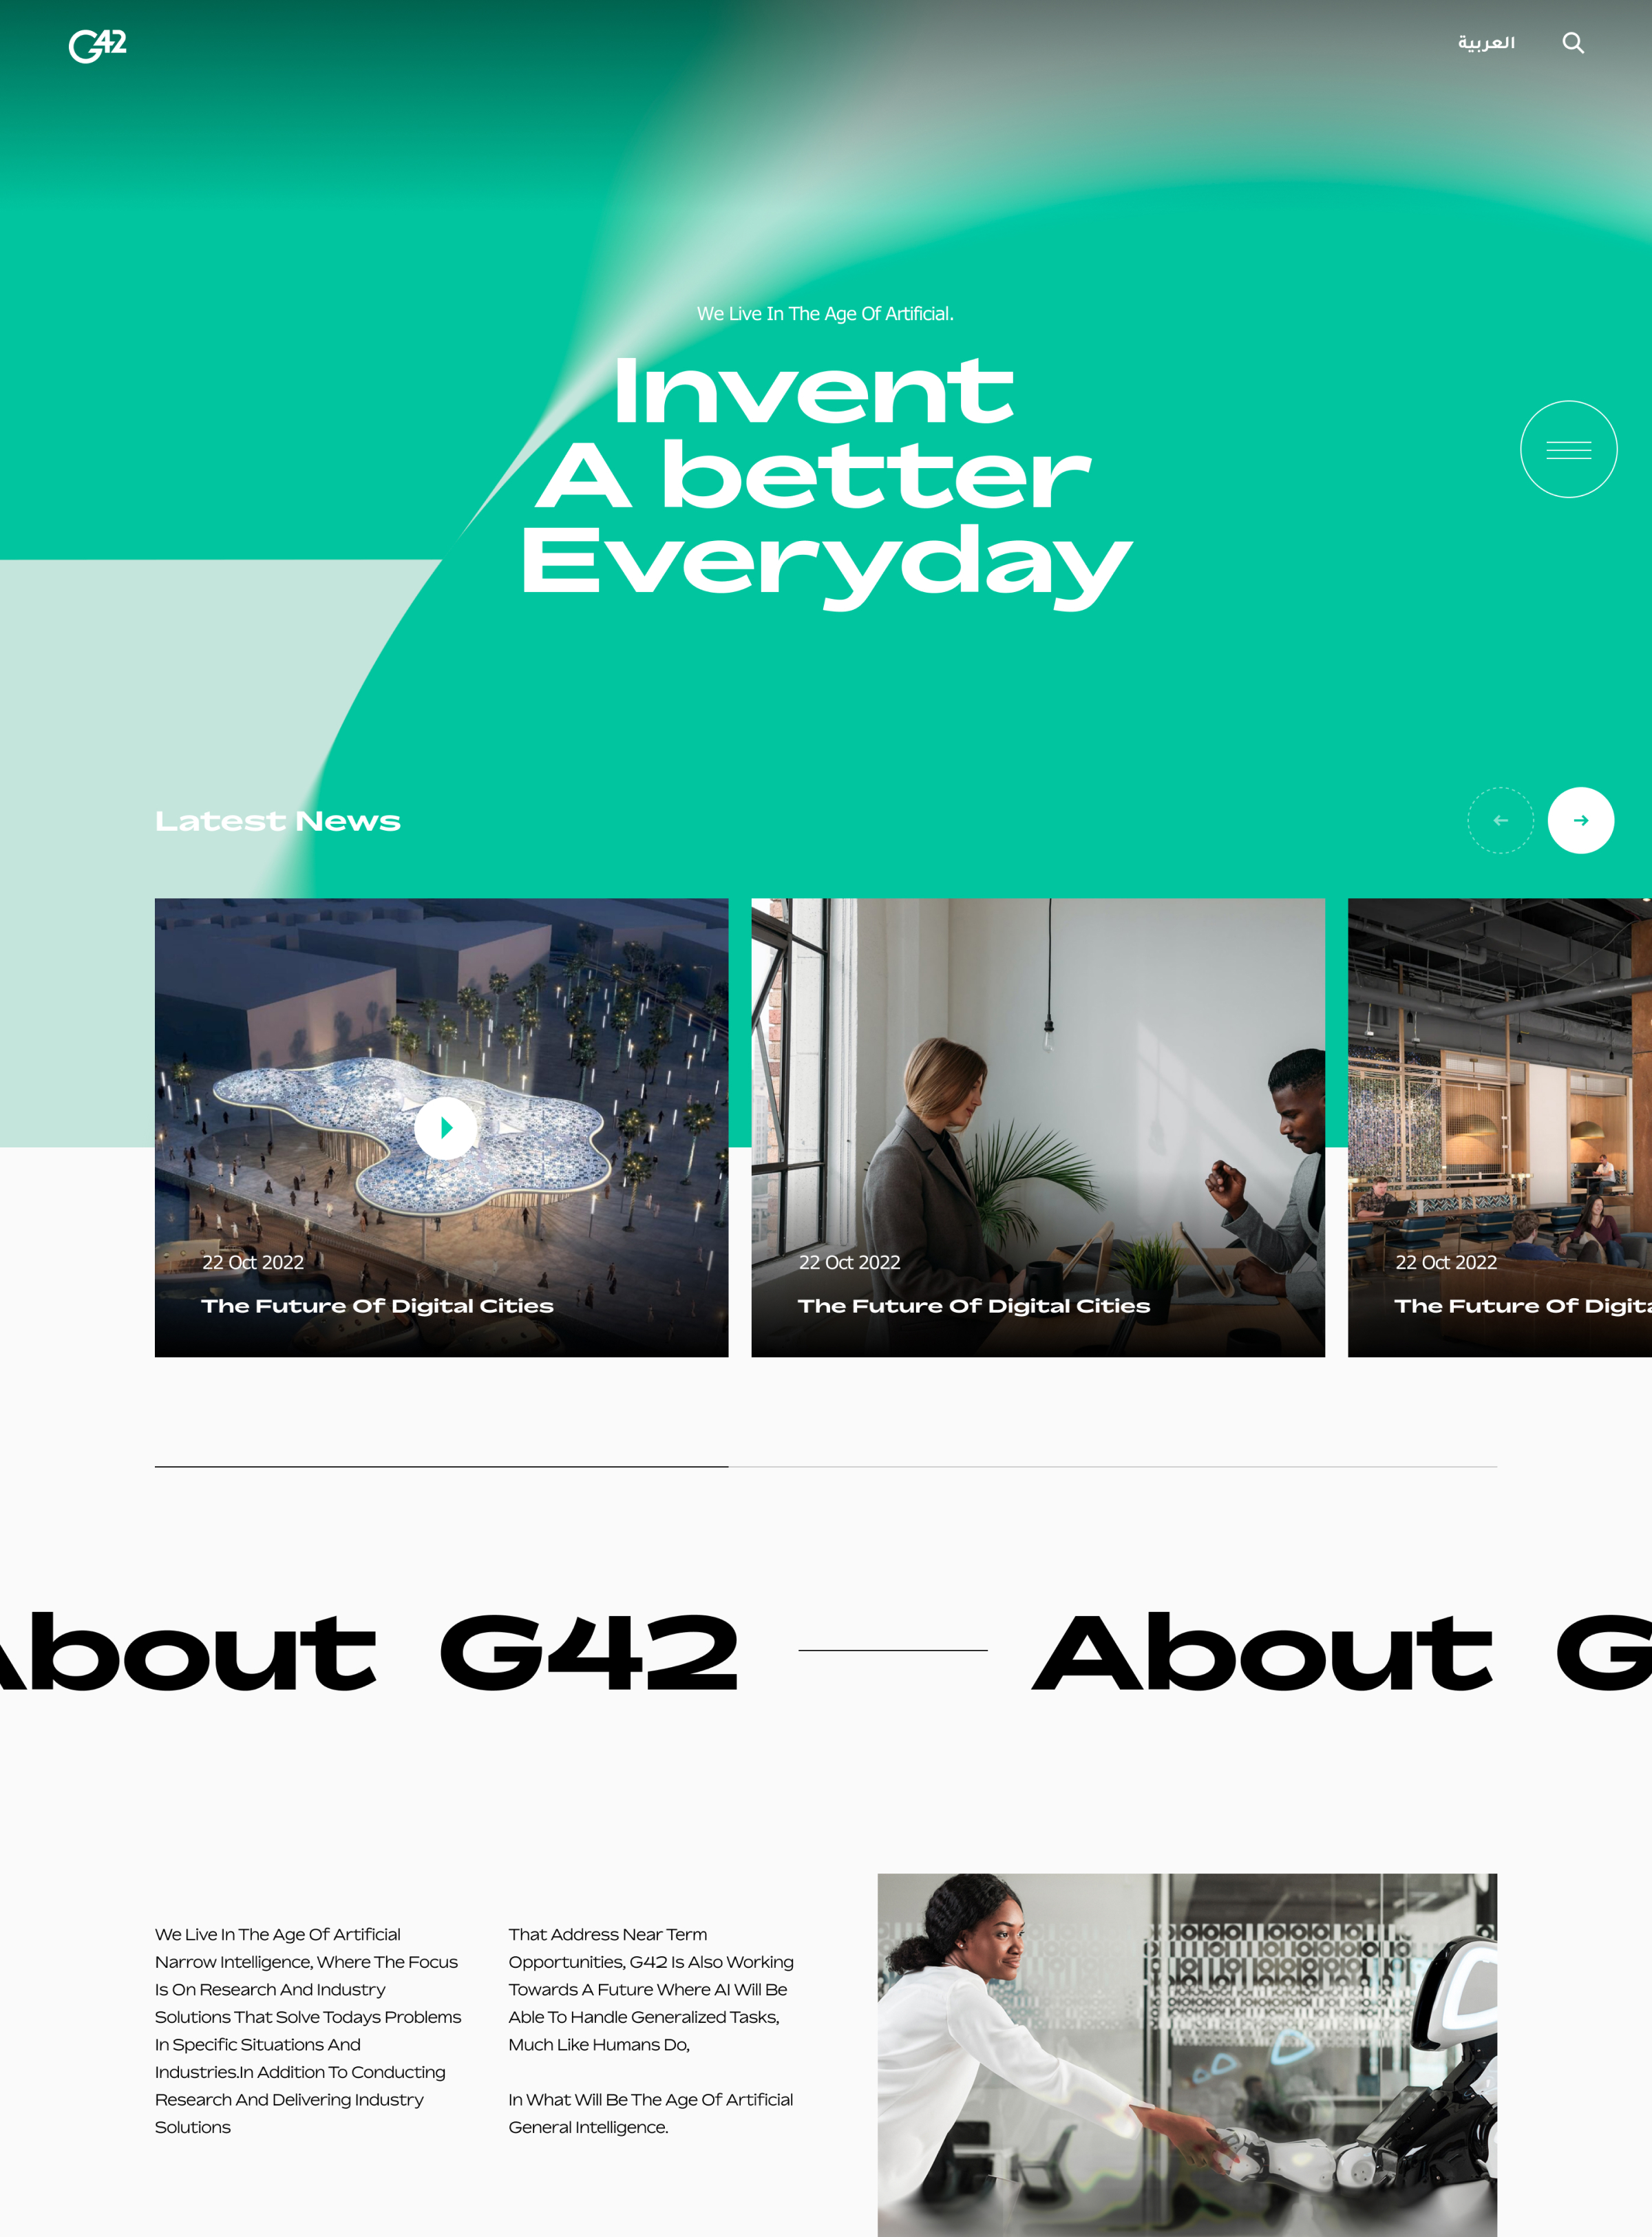 G42
العربية
We Live In The Age Of Artificial.
Invent
A better
Everyday
Latest News
22 Oct 2022
The Future Of Digital Cities
22 Oct 2022
The Future Of Digital Cities
22 Oct 2022
The Future Of Digita
About G42
About G
We Live In The Age Of Artificial
Narrow Intelligence, Where The Focus
Is On Research And Industry
Solutions That Solve Todays Problems
In Specific Situations And
Industries.In Addition To Conducting
Research And Delivering Industry
Solutions
That Address Near Term
Opportunities, G42 Is Also Working
Towards A Future Where AI Will Be
Able To Handle Generalized Tasks,
Much Like Humans Do,
In What Will Be The Age Of Artificial
General Intelligence.